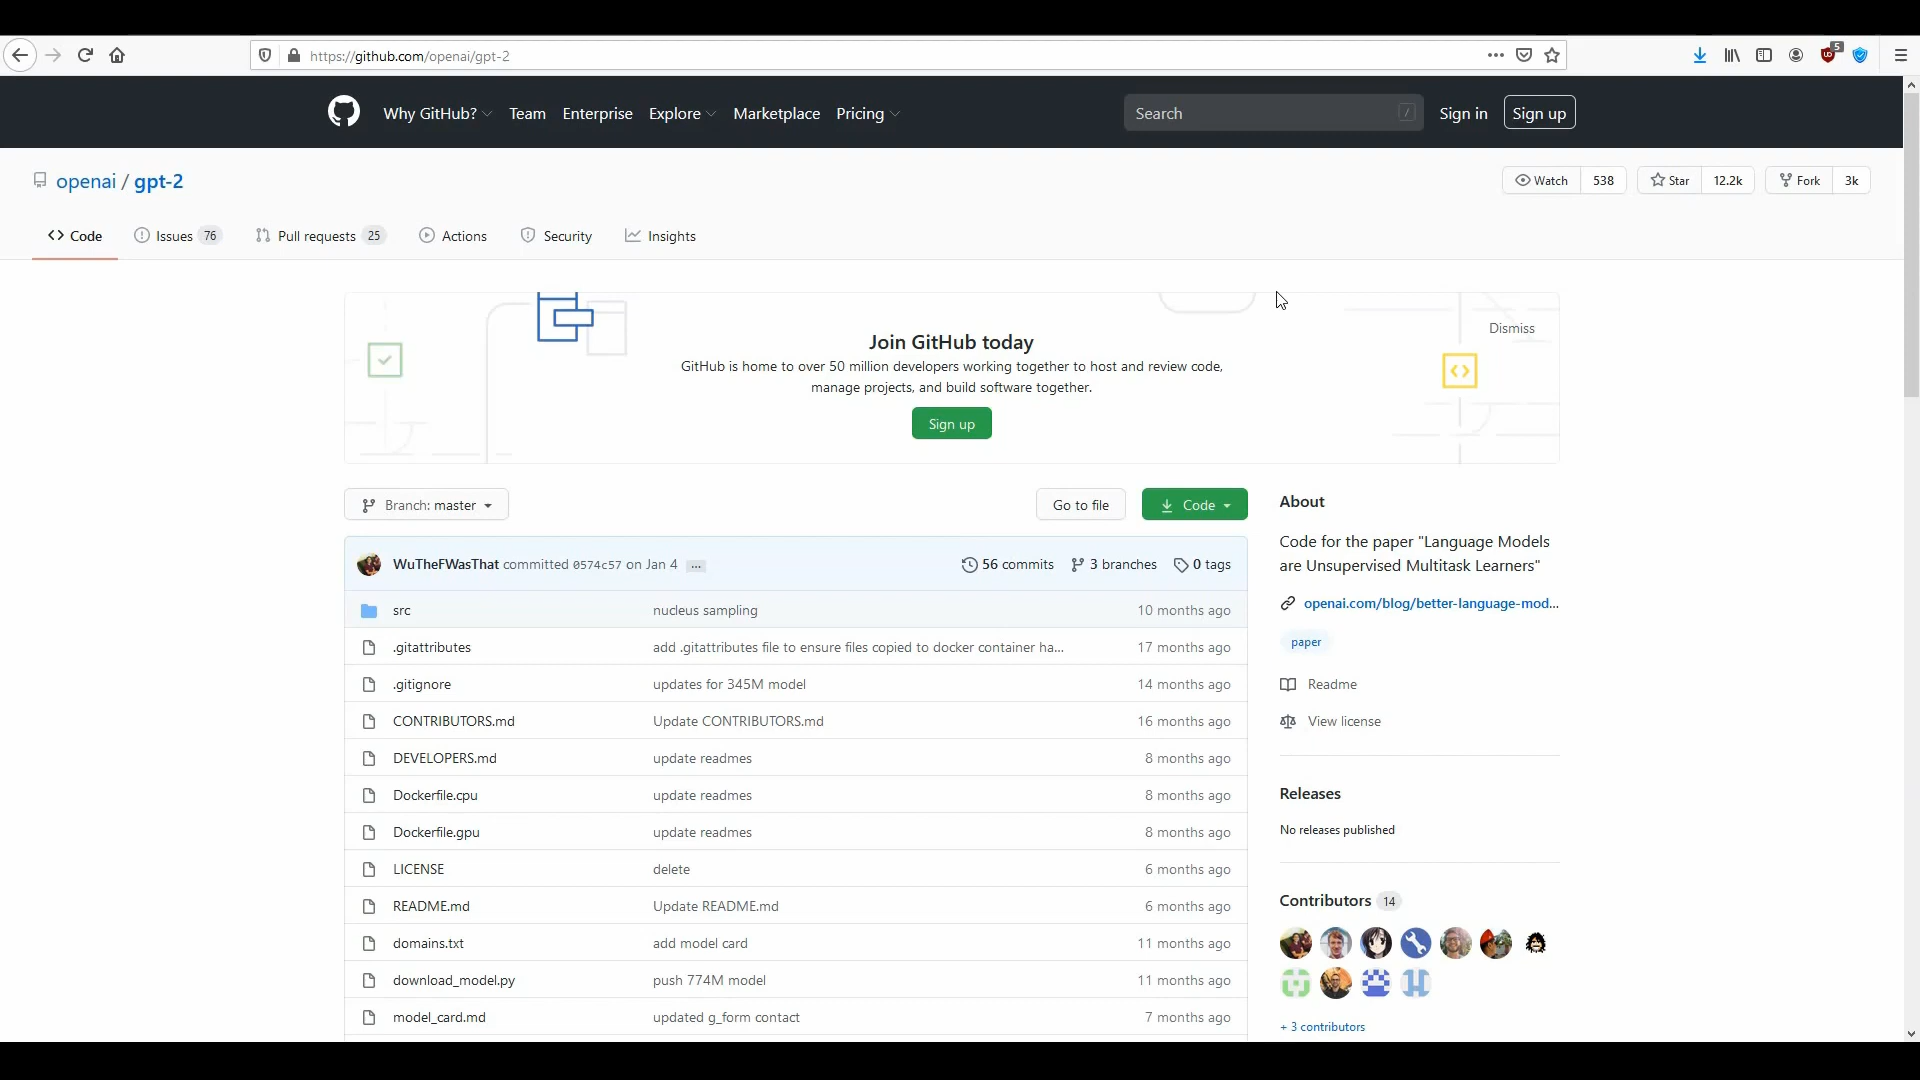 https://github.com/openai/gpt-2
5
Why GitHub? Team Enterprise Explore Marketplace Pricing
Search /
Sign in Sign up
openai / gpt-2
Watch 538 Star 12.2k Fork 3k
Code Issues 76 Pull requests 25 Actions Security Insights
Join GitHub today
Dismiss
GitHub is home to over 50 million developers working together to host and review code,
manage projects, and build software together.
Sign up
Branch: master Go to file Code
WuTheFWasThat committed 0574c57 on Jan 4 ... 56 commits 3 branches 0 tags
src nucleus sampling 10 months ago
.gitattributes add .gitattributes file to ensure files copied to docker container ha... 17 months ago
.gitignore updates for 345M model 14 months ago
CONTRIBUTORS.md Update CONTRIBUTORS.md 16 months ago
DEVELOPERS.md update readmes 8 months ago
Dockerfile.cpu update readmes 8 months ago
Dockerfile.gpu update readmes 8 months ago
LICENSE delete 6 months ago
README.md Update README.md 6 months ago
domains.txt add model card 11 months ago
download_model.py push 774M model 11 months ago
model_card.md updated g_form contact 7 months ago
About
Code for the paper "Language Models
are Unsupervised Multitask Learners"
openai.com/blog/better-language-mod...
paper
Readme
View license
Releases
No releases published
Contributors 14
+ 3 contributors